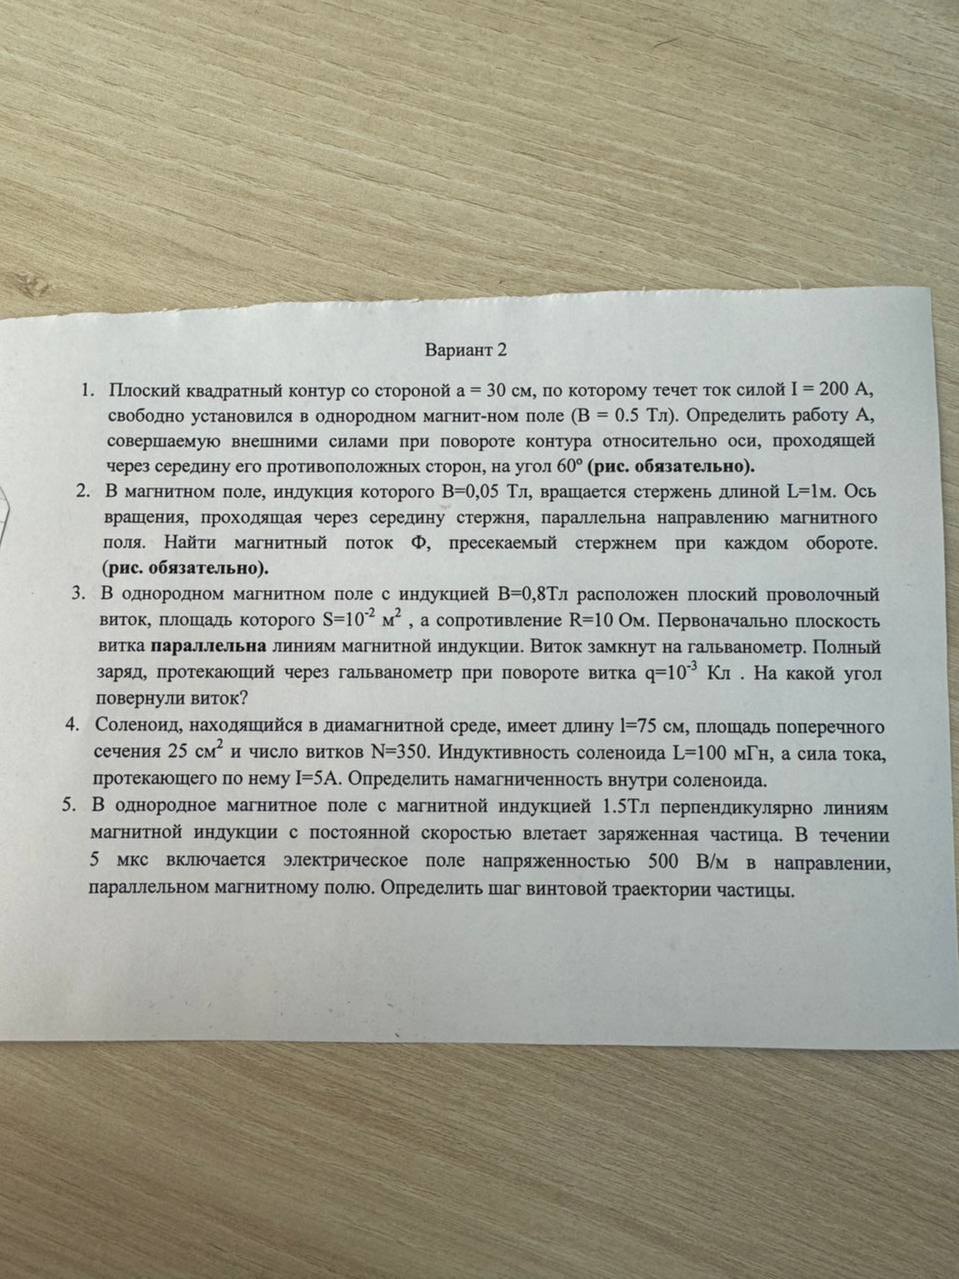 Вариант 2
1. Плоский квадратный контур со стороной a = 30 см, по которому течет ток силой I = 200 А,
свободно установился в однородном магнит-ном поле (B = 0.5 Тл). Определить работу А,
совершаемую внешними силами при повороте контура относительно оси, проходящей
через середину его противоположных сторон, на угол 60º (рис. обязательно).
2. В магнитном поле, индукция которого B=0,05 Тл, вращается стержень длиной L=1м. Ось
вращения, проходящая через середину стержня, параллельна направлению магнитного
поля. Найти магнитный поток Ф, пресекаемый стержнем при каждом обороте.
(рис. обязательно).
3. В однородном магнитном поле с индукцией B=0,8Тл расположен плоский проволочный
виток, площадь которого S=10⁻² м² , а сопротивление R=10 Ом. Первоначально плоскость
витка параллельна линиям магнитной индукции. Виток замкнут на гальванометр. Полный
заряд, протекающий через гальванометр при повороте витка q=10⁻³ Кл . На какой угол
повернули виток?
4. Соленоид, находящийся в диамагнитной среде, имеет длину l=75 см, площадь поперечного
сечения 25 см² и число витков N=350. Индуктивность соленоида L=100 мГн, а сила тока,
протекающего по нему I=5А. Определить намагниченность внутри соленоида.
5. В однородное магнитное поле с магнитной индукцией 1.5Тл перпендикулярно линиям
магнитной индукции с постоянной скоростью влетает заряженная частица. В течении
5 мкс включается электрическое поле напряженностью 500 В/м в направлении,
параллельном магнитному полю. Определить шаг винтовой траектории частицы.